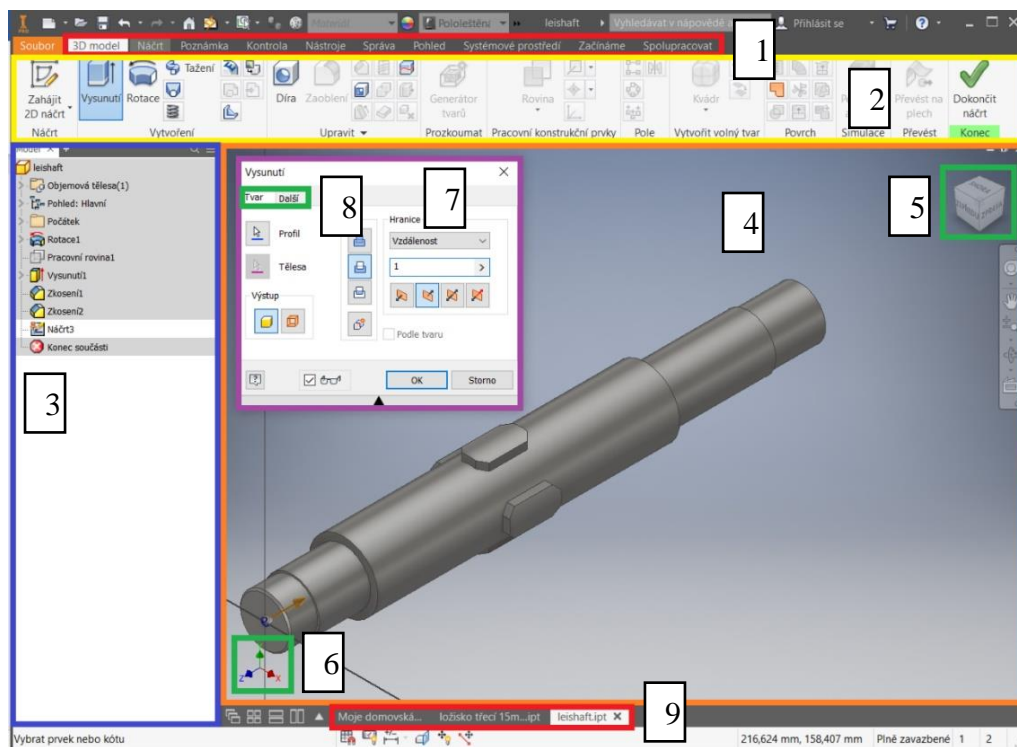 Materiál Pololeštěná leishaft Vyhledávat v nápovědě Přihlásit se
Soubor 3D model Náčrt Poznámka Kontrola Nástroje Správa Pohled Systémové prostředí Začínáme Spolupracovat
1
Zahájit 2D náčrt
Vysunutí Rotace Tažení
Díra Zaoblení
Generátor tvarů
Rovina
Kvádr
2
Převést na plech
Dokončit náčrt
Náčrt Vytvoření Upravit Prozkoumat Pracovní konstrukční prvky Pole Vytvořit volný tvar Povrch Simulace Převést Konec
Model
leishaft
Objemová tělesa(1)
Pohled: Hlavní
Počátek
Rotace1
Pracovní rovina1
Vysunutí1
Zkosení1
Zkosení2
Náčrt3
Konec součásti
3
Vysunutí
Tvar Další
8
7
Profil
Tělesa
Výstup
Hranice
Vzdálenost
1
Podle tvaru
OK Storno
4
5
6
Z X
Moje domovská... ložisko třecí 15m...ipt leishaft.ipt
9
Vybrat prvek nebo kótu
216,624 mm, 158,407 mm Plně zavazbené 1 2